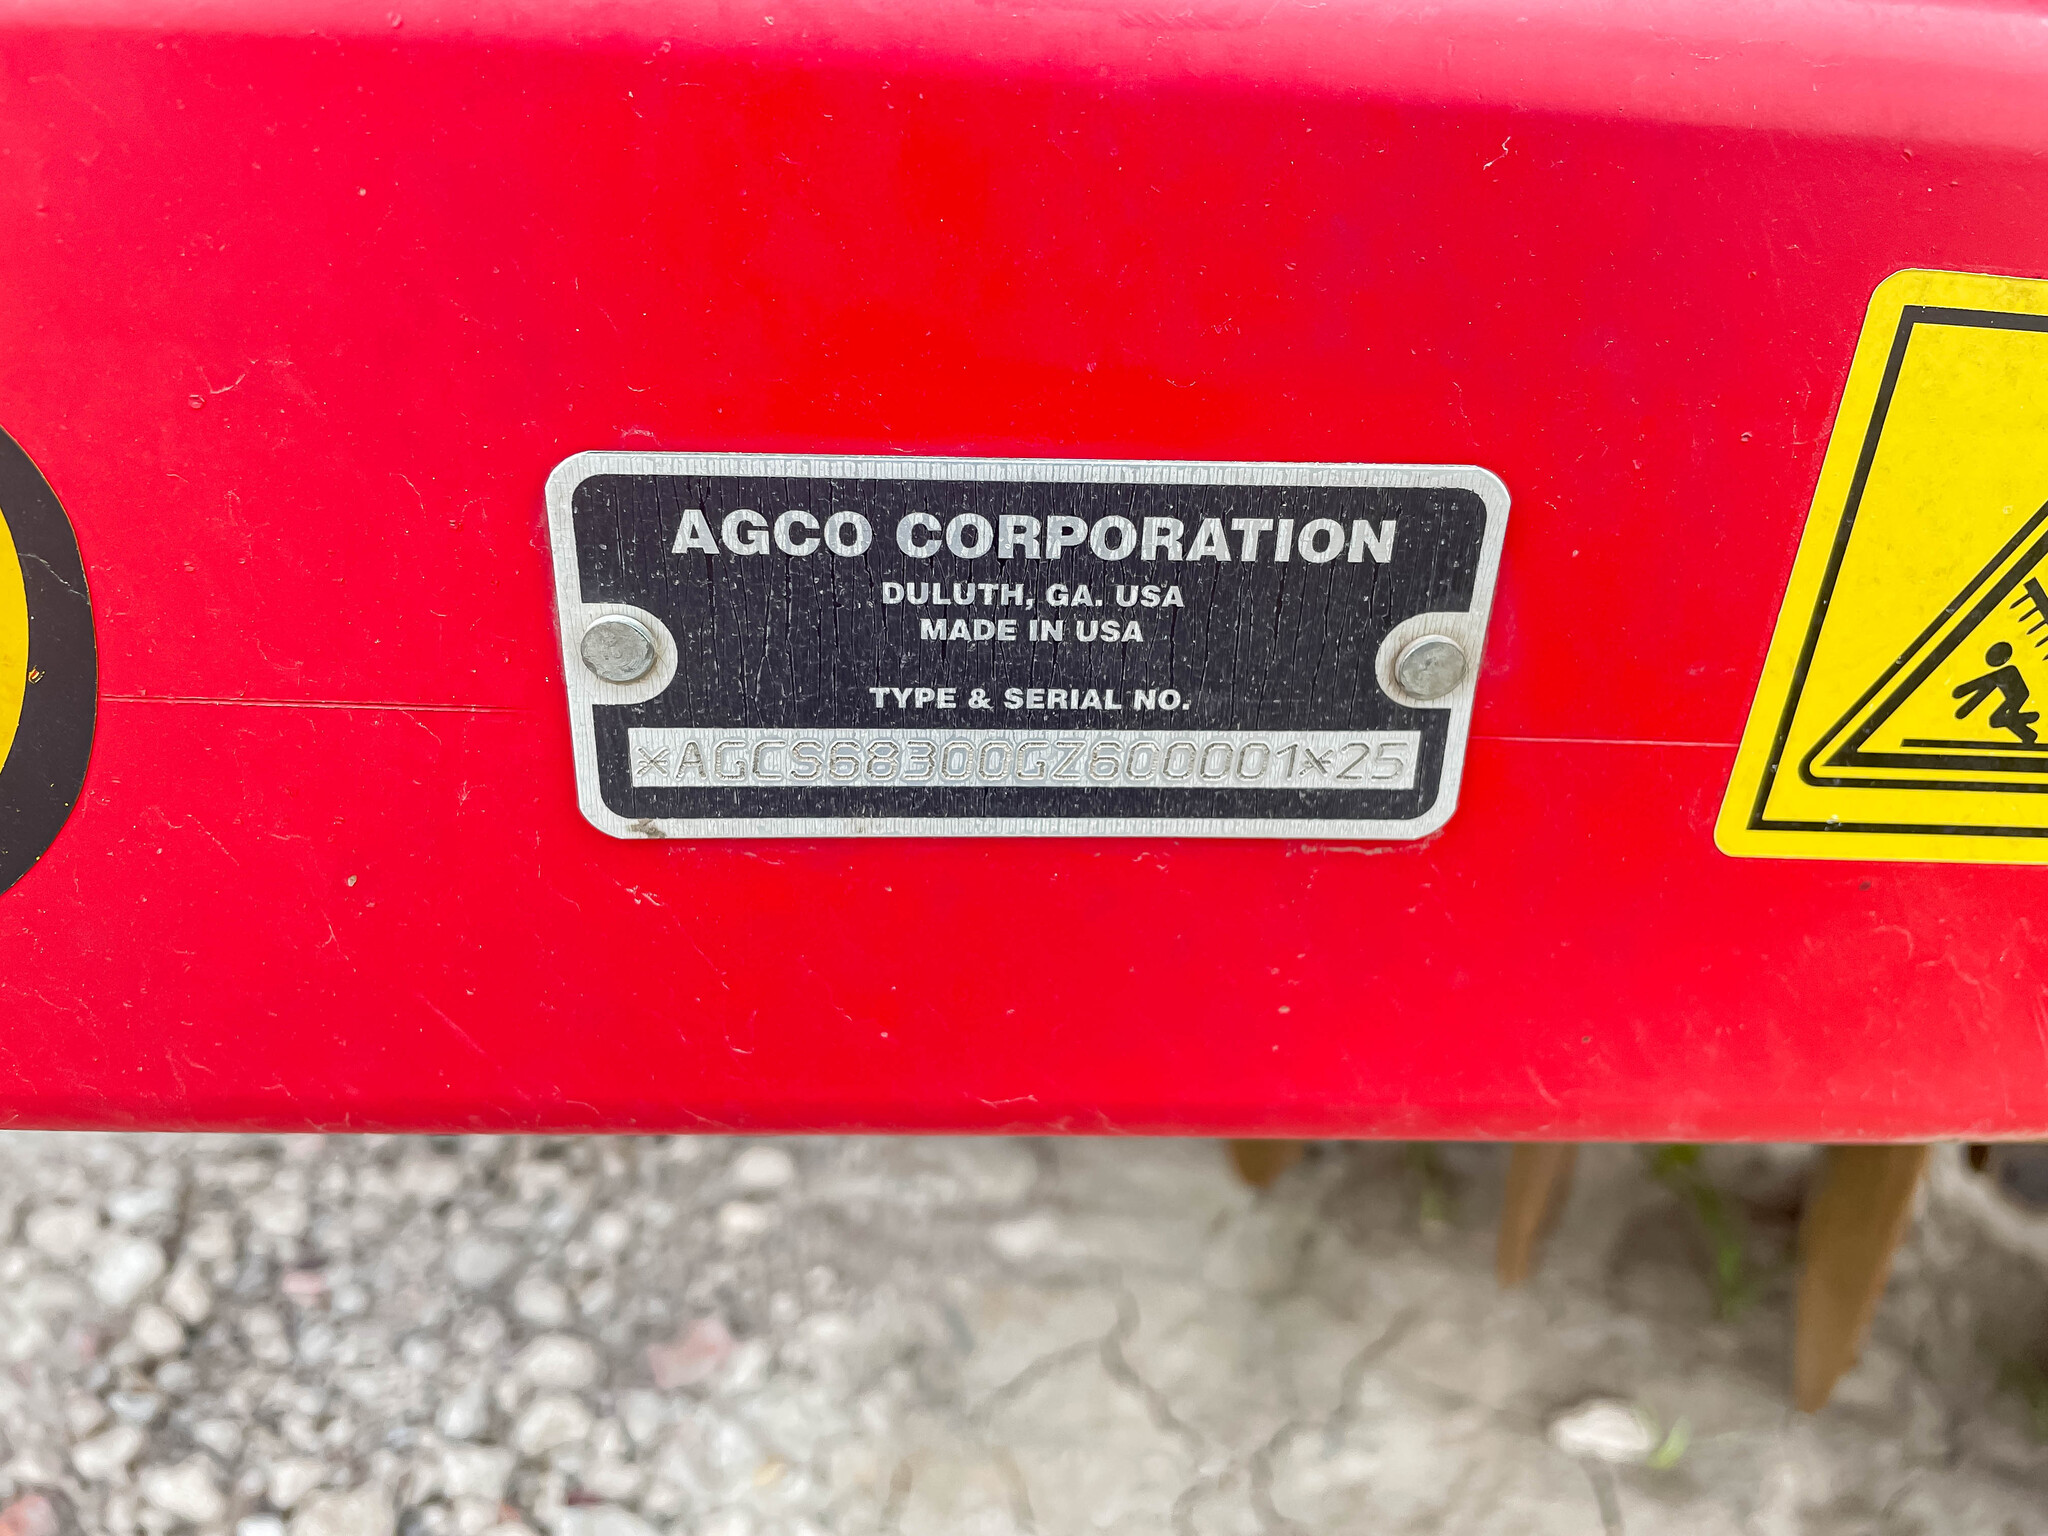 AGCO CORPORATION
DULUTH, GA. USA
MADE IN USA
TYPE & SERIAL NO.
*AGCS68300GZ600001*25